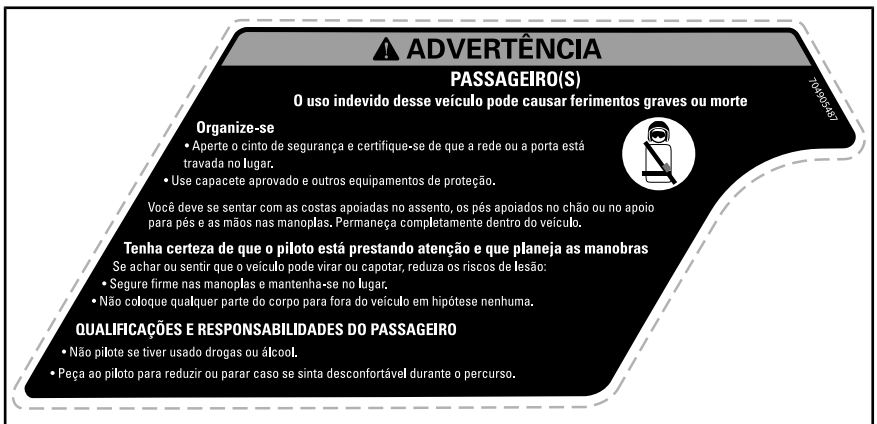 ADVERTÊNCIA
PASSAGEIRO(S)
O uso indevido desse veículo pode causar ferimentos graves ou morte
704905487
Organize-se
• Aperte o cinto de segurança e certifique-se de que a rede ou a porta está
travada no lugar.
• Use capacete aprovado e outros equipamentos de proteção.
Você deve se sentar com as costas apoiadas no assento, os pés apoiados no chão ou no apoio
para pés e as mãos nas manoplas. Permaneça completamente dentro do veículo.
Tenha certeza de que o piloto está prestando atenção e que planeja as manobras
Se achar ou sentir que o veículo pode virar ou capotar, reduza os riscos de lesão:
• Segure firme nas manoplas e mantenha-se no lugar.
• Não coloque qualquer parte do corpo para fora do veículo em hipótese nenhuma.
QUALIFICAÇÕES E RESPONSABILIDADES DO PASSAGEIRO
• Não pilote se tiver usado drogas ou álcool.
• Peça ao piloto para reduzir ou parar caso se sinta desconfortável durante o percurso.